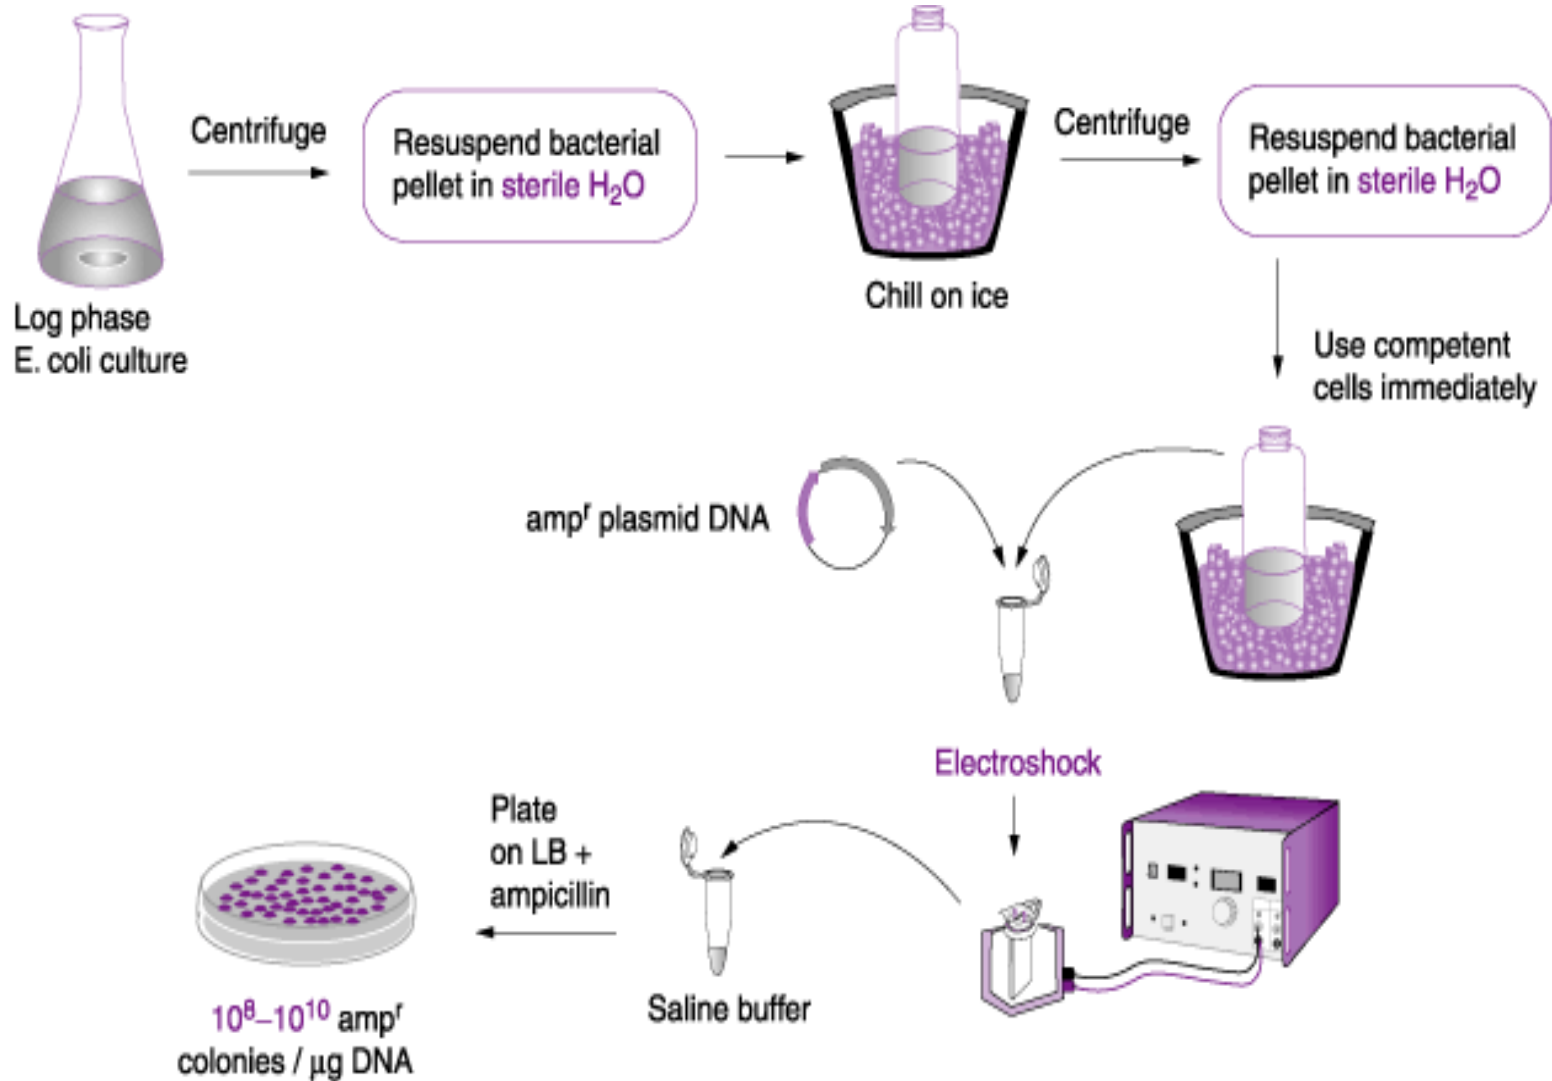 Log phase
E. coli culture
Centrifuge
Resuspend bacterial
pellet in sterile H₂O
Chill on ice
Centrifuge
Resuspend bacterial
pellet in sterile H₂O
Use competent
cells immediately
ampʳ plasmid DNA
Electroshock
Saline buffer
Plate
on LB +
ampicillin
10⁸–10¹⁰ ampʳ
colonies / μg DNA